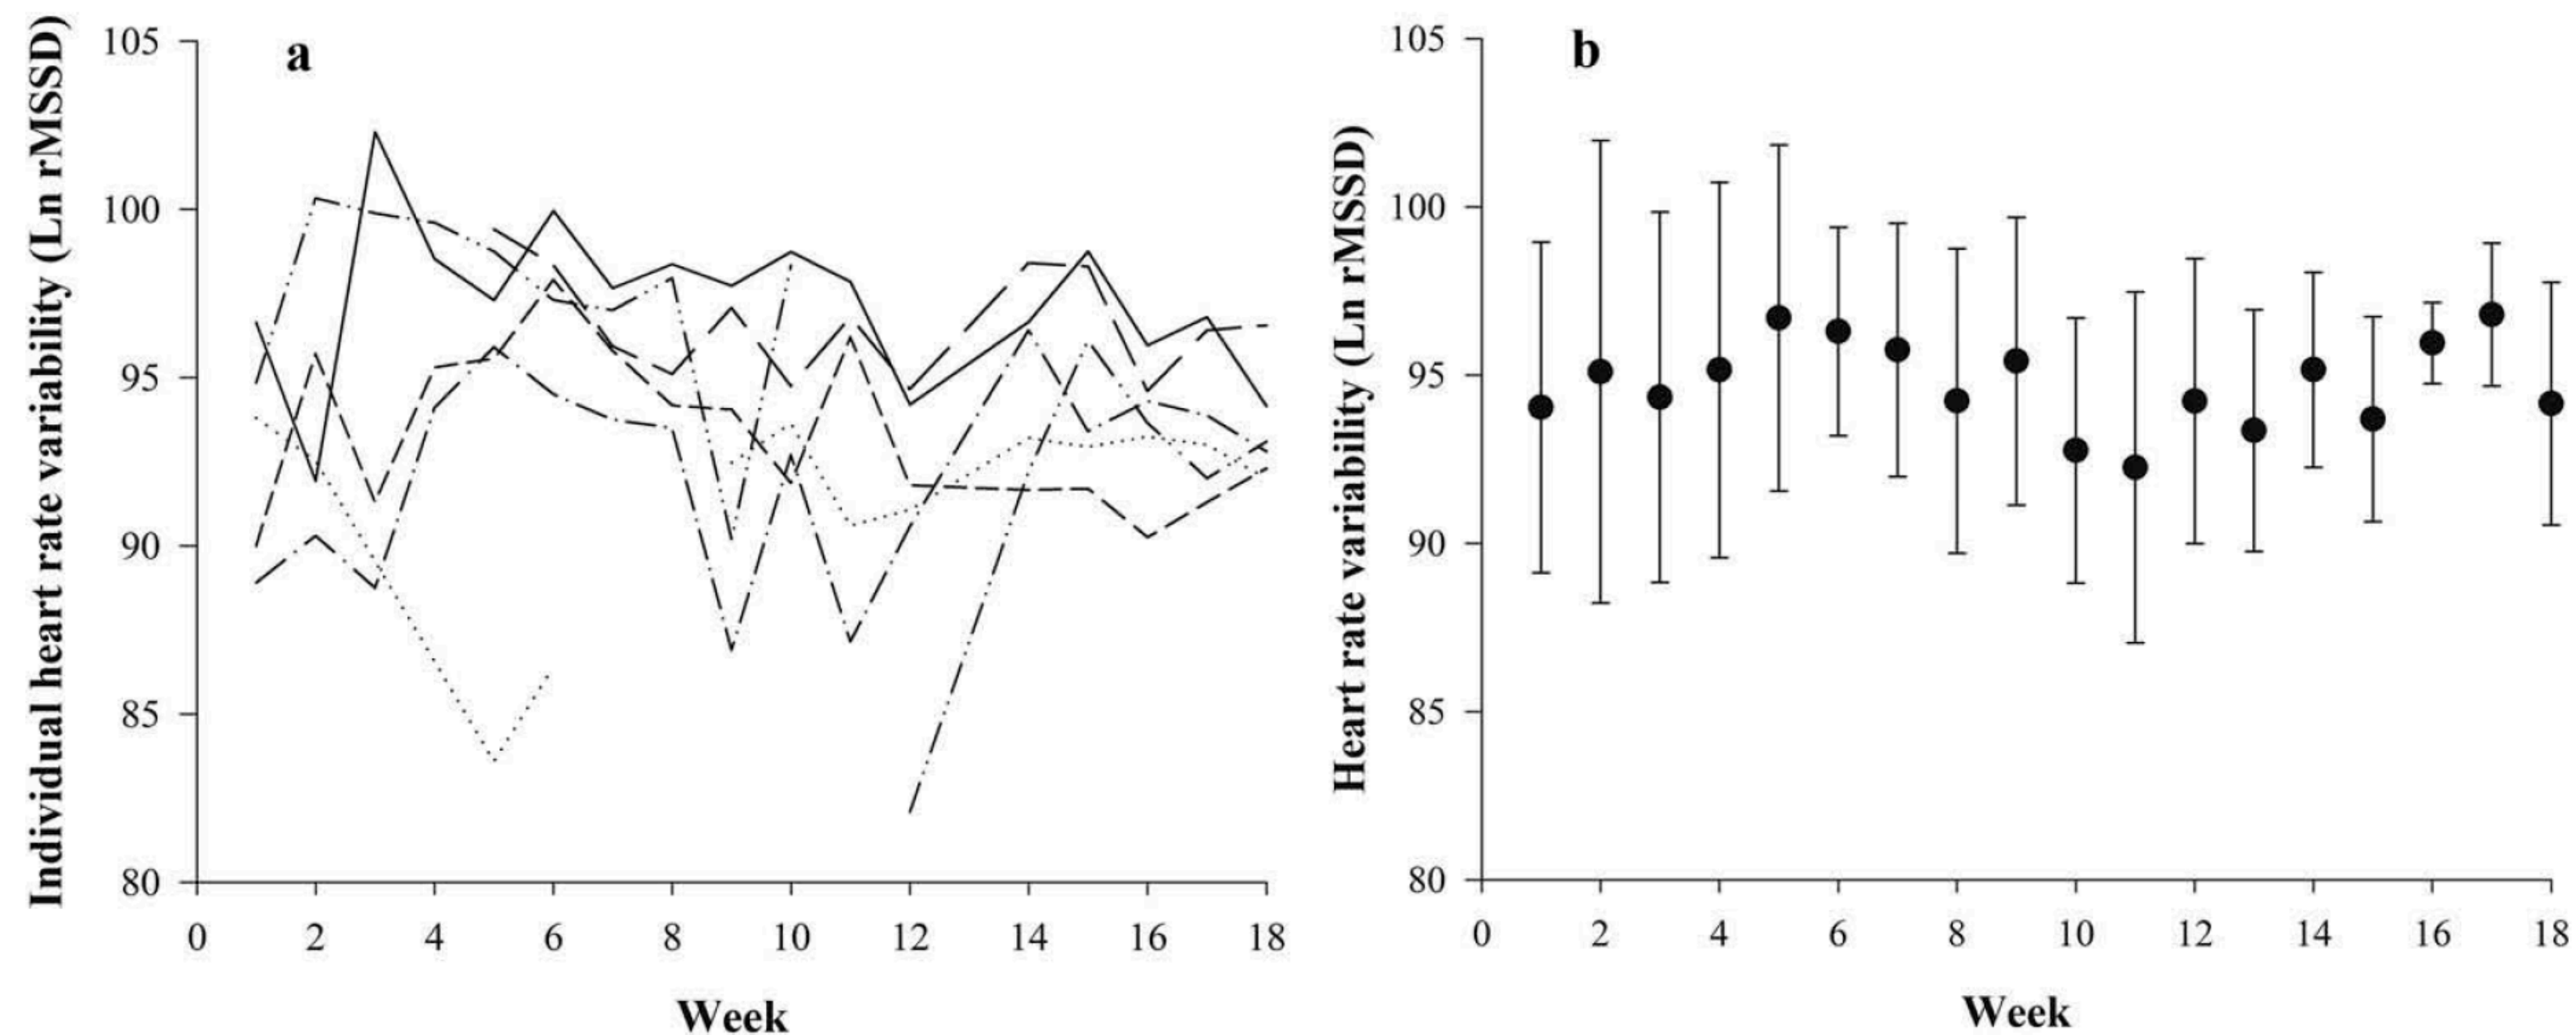 a
Individual heart rate variability (Ln rMSSD)
105
100
95
90
85
80
0 2 4 6 8 10 12 14 16 18
Week
b
Heart rate variability (Ln rMSSD)
105
100
95
90
85
80
0 2 4 6 8 10 12 14 16 18
Week